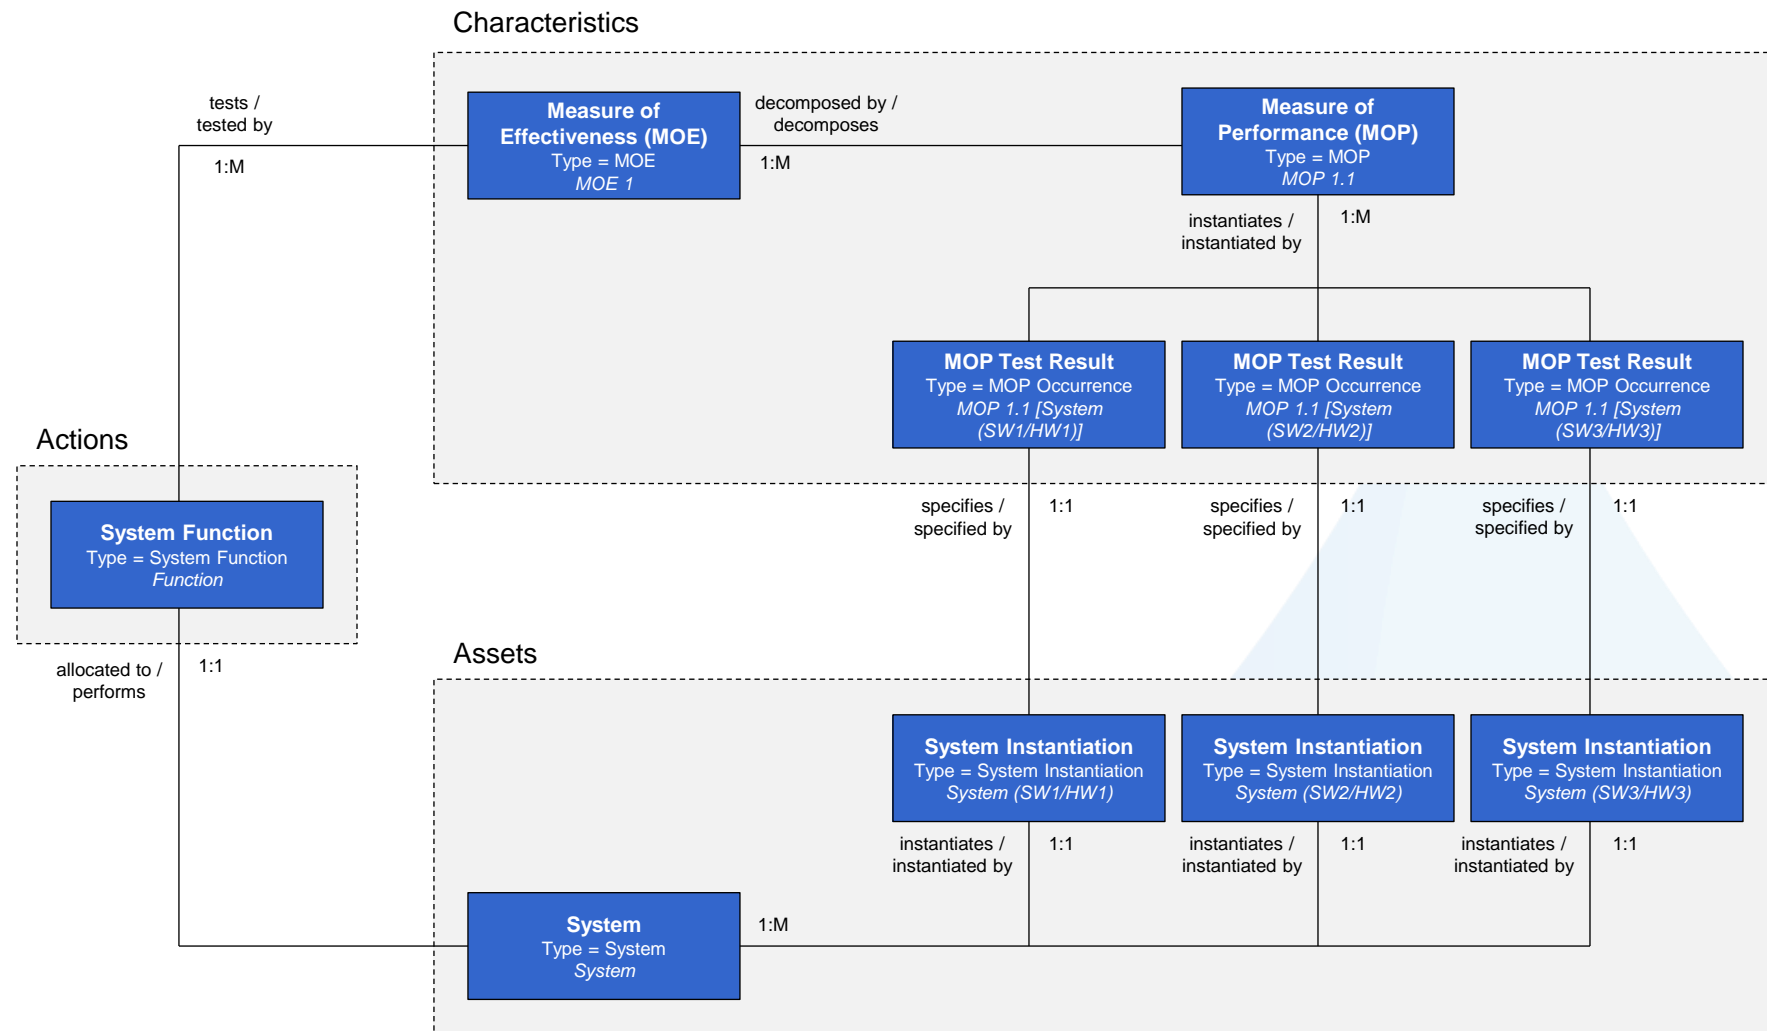 Characteristics
tests /
tested by
1:M
Measure of
Effectiveness (MOE)
Type = MOE
MOE 1
decomposed by /
decomposes
1:M
Measure of
Performance (MOP)
Type = MOP
MOP 1.1
instantiates /
instantiated by
1:M
MOP Test Result
Type = MOP Occurrence
MOP 1.1 [System
(SW1/HW1)]
MOP Test Result
Type = MOP Occurrence
MOP 1.1 [System
(SW2/HW2)]
MOP Test Result
Type = MOP Occurrence
MOP 1.1 [System
(SW3/HW3)]
Actions
System Function
Type = System Function
Function
specifies /
specified by
1:1
specifies /
specified by
1:1
specifies /
specified by
1:1
allocated to /
performs
1:1
Assets
System Instantiation
Type = System Instantiation
System (SW1/HW1)
System Instantiation
Type = System Instantiation
System (SW2/HW2)
System Instantiation
Type = System Instantiation
System (SW3/HW3)
instantiates /
instantiated by
1:1
instantiates /
instantiated by
1:1
instantiates /
instantiated by
1:1
System
Type = System
System
1:M